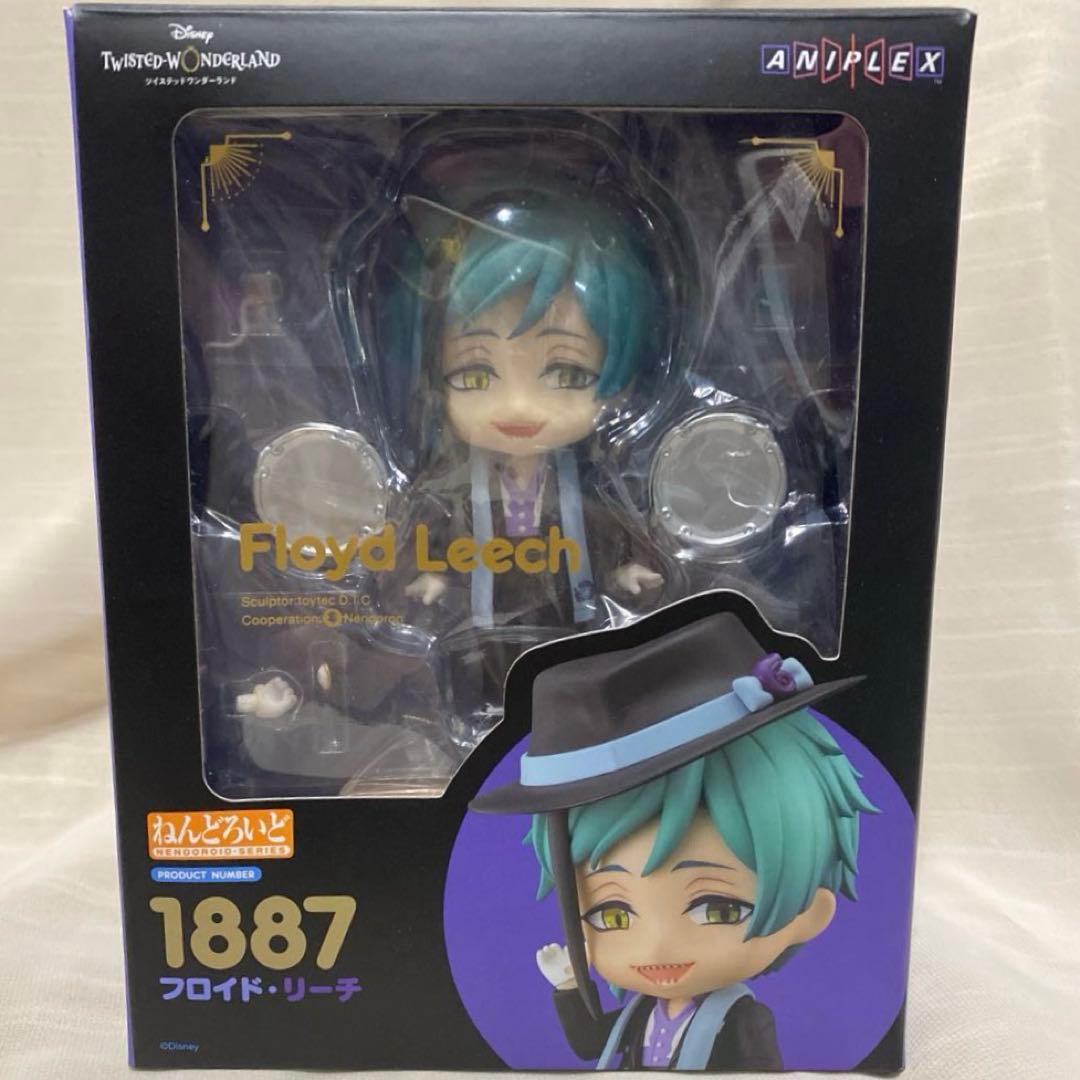 Disney
TWISTED-WONDERLAND
ツイステッドワンダーランド
ANIPLEX
TM
Floyd Leech
Sculptor:toytec D.T.C
Cooperation: Nendoron
ねんどろいど
NENDOROID-SERIES
PRODUCT NUMBER
1887
フロイド・リーチ
©Disney